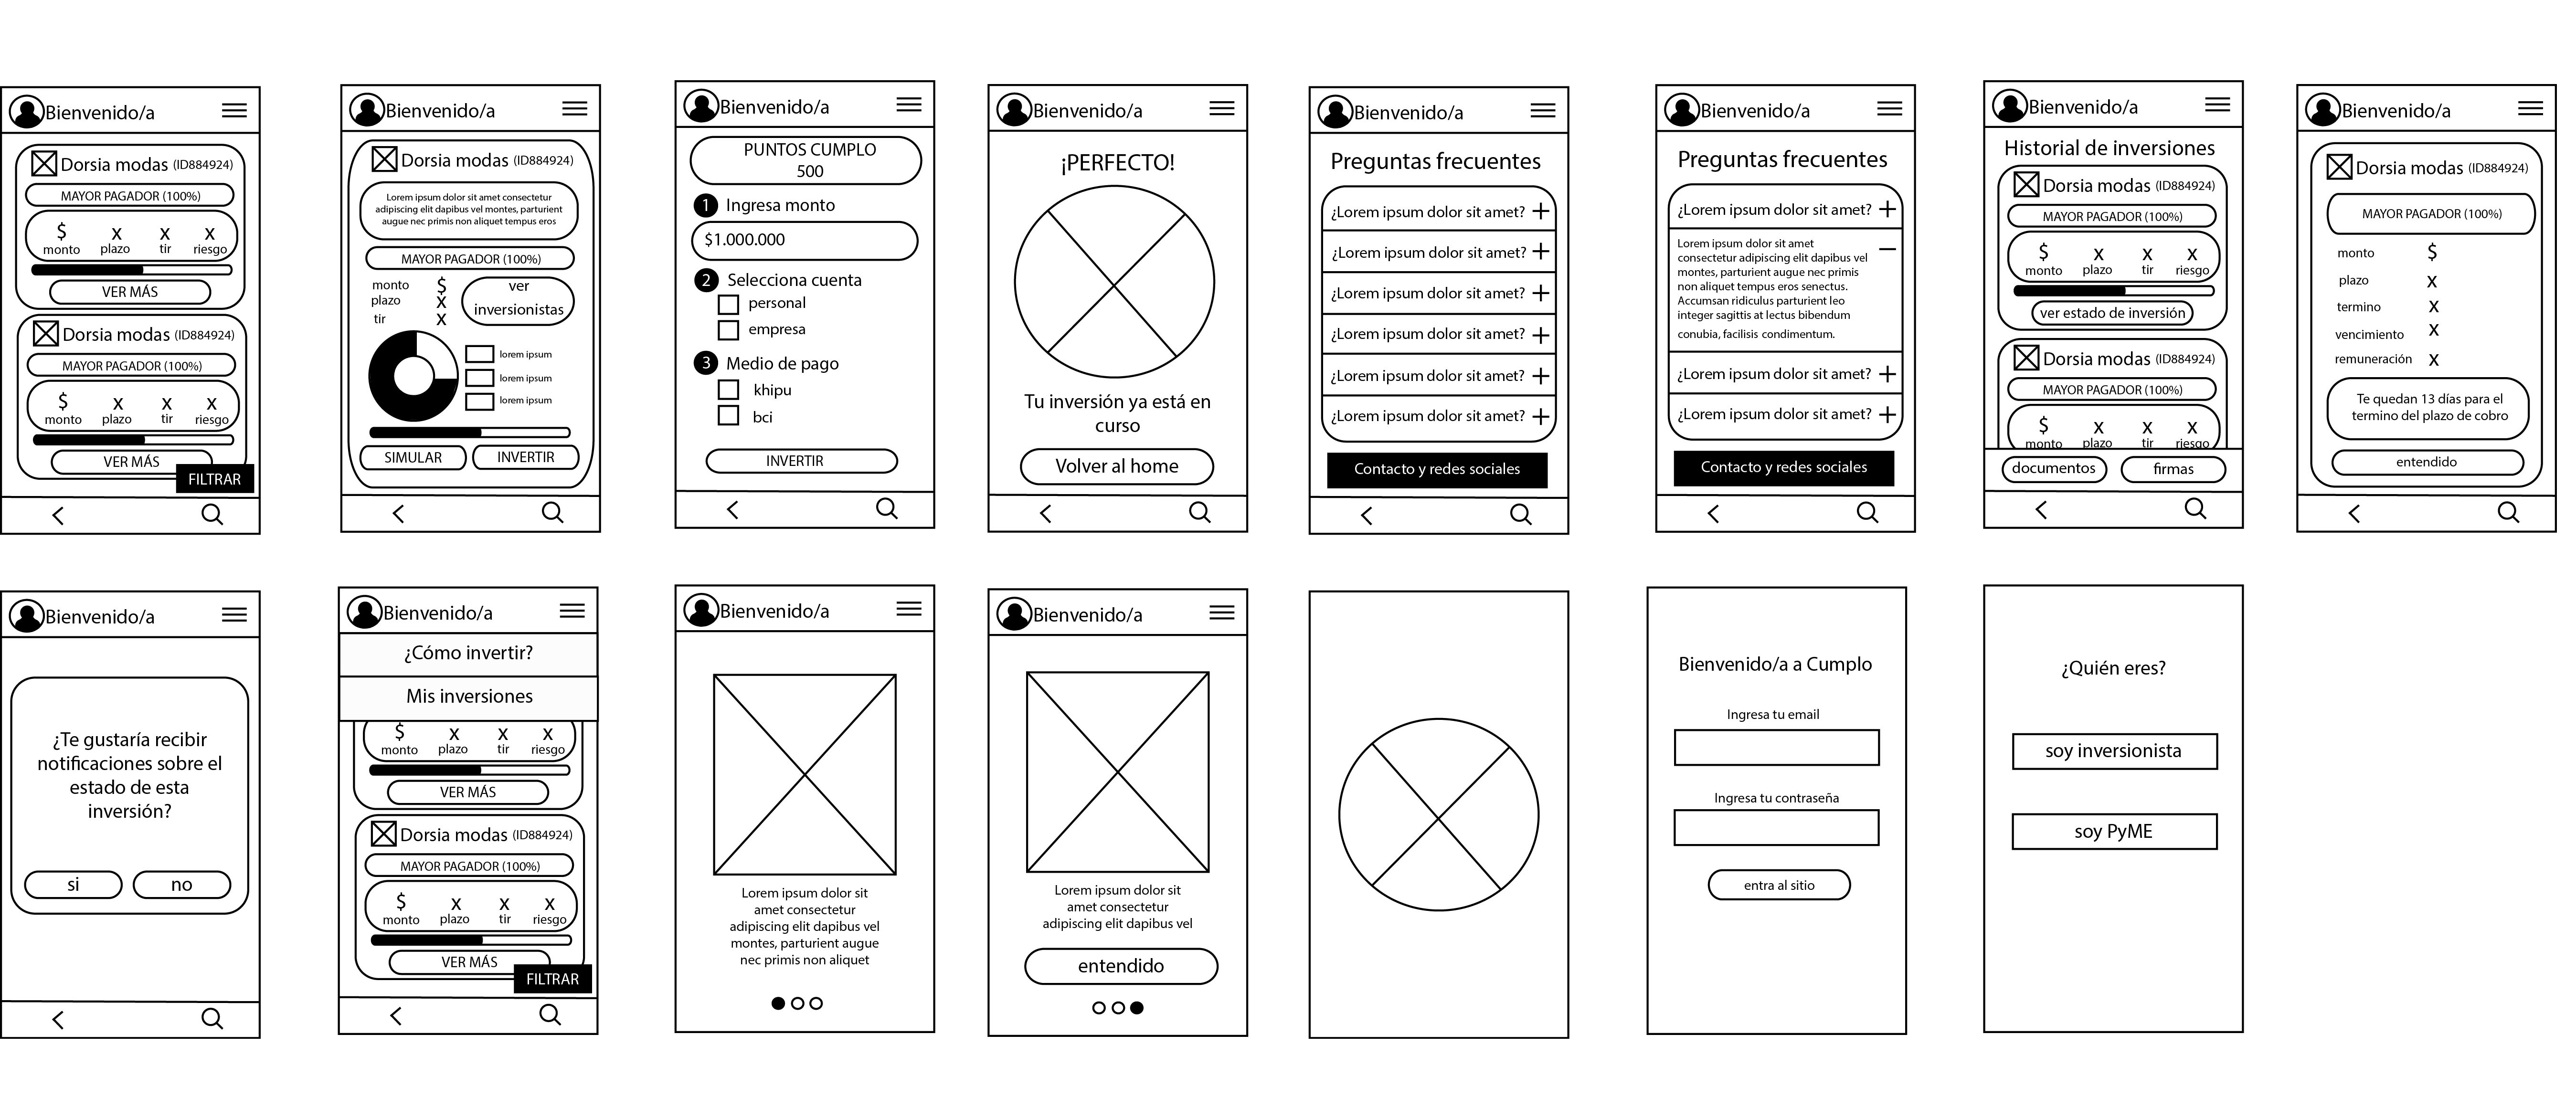 Bienvenido/a
Dorsia modas (ID884924)
MAYOR PAGADOR (100%)
$ x x x
monto plazo tir riesgo
VER MÁS
Dorsia modas (ID884924)
MAYOR PAGADOR (100%)
$ x x x
monto plazo tir riesgo
VER MÁS
FILTRAR
Bienvenido/a
Dorsia modas (ID884924)
Lorem ipsum dolor sit amet consectetur
adipiscing elit dapibus vel montes, parturient
augue nec primis non aliquet tempus eros
MAYOR PAGADOR (100%)
monto $
plazo x
tir x
ver
inversionistas
lorem ipsum
lorem ipsum
lorem ipsum
SIMULAR
INVERTIR
Bienvenido/a
PUNTOS CUMPLO
500
1 Ingresa monto
$1.000.000
2 Selecciona cuenta
personal
empresa
3 Medio de pago
khipu
bci
INVERTIR
Bienvenido/a
¡PERFECTO!
Tu inversión ya está en
curso
Volver al home
Bienvenido/a
Preguntas frecuentes
¿Lorem ipsum dolor sit amet? +
¿Lorem ipsum dolor sit amet? +
¿Lorem ipsum dolor sit amet? +
¿Lorem ipsum dolor sit amet? +
¿Lorem ipsum dolor sit amet? +
¿Lorem ipsum dolor sit amet? +
Contacto y redes sociales
Bienvenido/a
Preguntas frecuentes
¿Lorem ipsum dolor sit amet? +
Lorem ipsum dolor sit amet
consectetur adipiscing elit dapibus vel
montes, parturient augue nec primis
non aliquet tempus eros senectus.
Accumsan ridiculus parturient leo
integer sagittis at lectus bibendum
conubia, facilisis condimentum.
¿Lorem ipsum dolor sit amet? +
¿Lorem ipsum dolor sit amet? +
Contacto y redes sociales
Bienvenido/a
Historial de inversiones
Dorsia modas (ID884924)
MAYOR PAGADOR (100%)
$ x x x
monto plazo tir riesgo
ver estado de inversión
Dorsia modas (ID884924)
MAYOR PAGADOR (100%)
$ x x x
monto plazo tir riesgo
documentos
firmas
Bienvenido/a
Dorsia modas (ID884924)
MAYOR PAGADOR (100%)
monto $
plazo x
termino x
vencimiento x
remuneración x
Te quedan 13 días para el
termino del plazo de cobro
entendido
Bienvenido/a
¿Te gustaría recibir
notificaciones sobre el
estado de esta
inversión?
si
no
Bienvenido/a
¿Cómo invertir?
Mis inversiones
$ x x x
monto plazo tir riesgo
VER MÁS
Dorsia modas (ID884924)
MAYOR PAGADOR (100%)
$ x x x
monto plazo tir riesgo
VER MÁS
FILTRAR
Bienvenido/a
Lorem ipsum dolor sit
amet consectetur
adipiscing elit dapibus vel
montes, parturient augue
nec primis non aliquet
Bienvenido/a
Lorem ipsum dolor sit
amet consectetur
adipiscing elit dapibus vel
entendido
Bienvenido/a a Cumplo
Ingresa tu email
Ingresa tu contraseña
entra al sitio
¿Quién eres?
soy inversionista
soy PyME